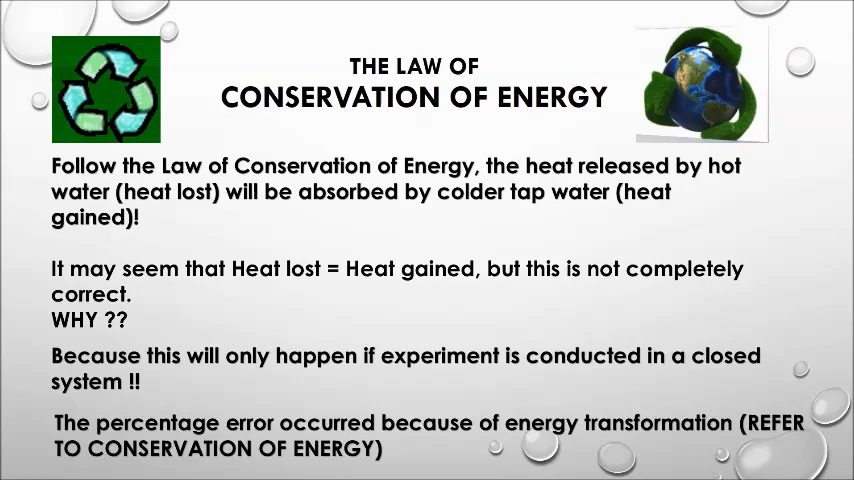 THE LAW OF
CONSERVATION OF ENERGY
Follow the Law of Conservation of Energy, the heat released by hot
water (heat lost) will be absorbed by colder tap water (heat
gained)!
It may seem that Heat lost = Heat gained, but this is not completely
correct.
WHY ??
Because this will only happen if experiment is conducted in a closed
system !!
The percentage error occurred because of energy transformation (REFER
TO CONSERVATION OF ENERGY)